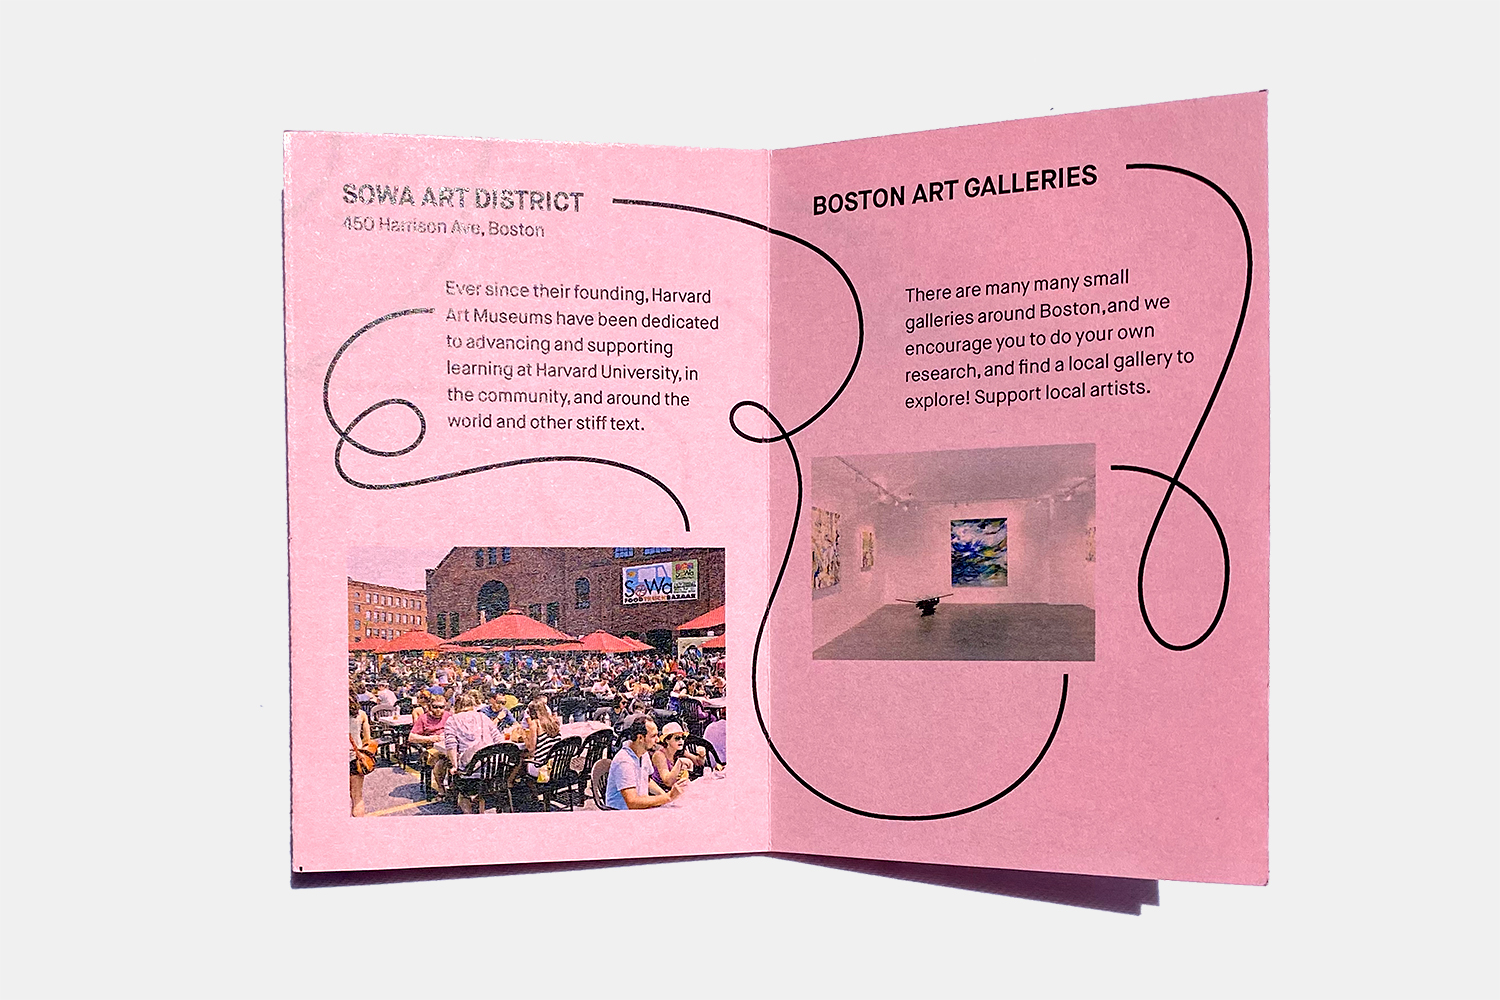 SOWA ART DISTRICT
450 Harrison Ave, Boston
Ever since their founding, Harvard
Art Museums have been dedicated
to advancing and supporting
learning at Harvard University, in
the community, and around the
world and other stiff text.
SoWa
FOOD TRUCK BAZAAR
BOSTON ART GALLERIES
There are many many small
galleries around Boston, and we
encourage you to do your own
research, and find a local gallery to
explore! Support local artists.